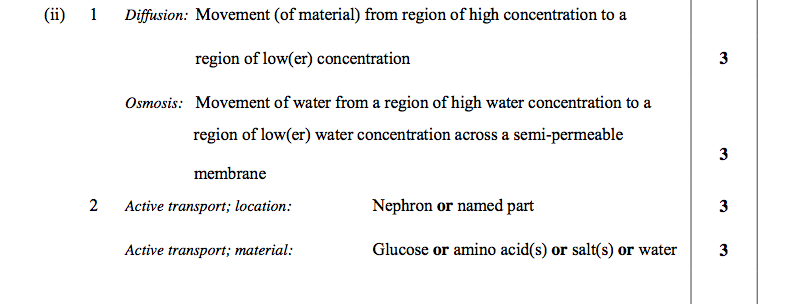 (ii) 1 Diffusion: Movement (of material) from region of high concentration to a
region of low(er) concentration 3
Osmosis: Movement of water from a region of high water concentration to a
region of low(er) water concentration across a semi-permeable
membrane 3
2 Active transport; location: Nephron or named part 3
Active transport; material: Glucose or amino acid(s) or salt(s) or water 3